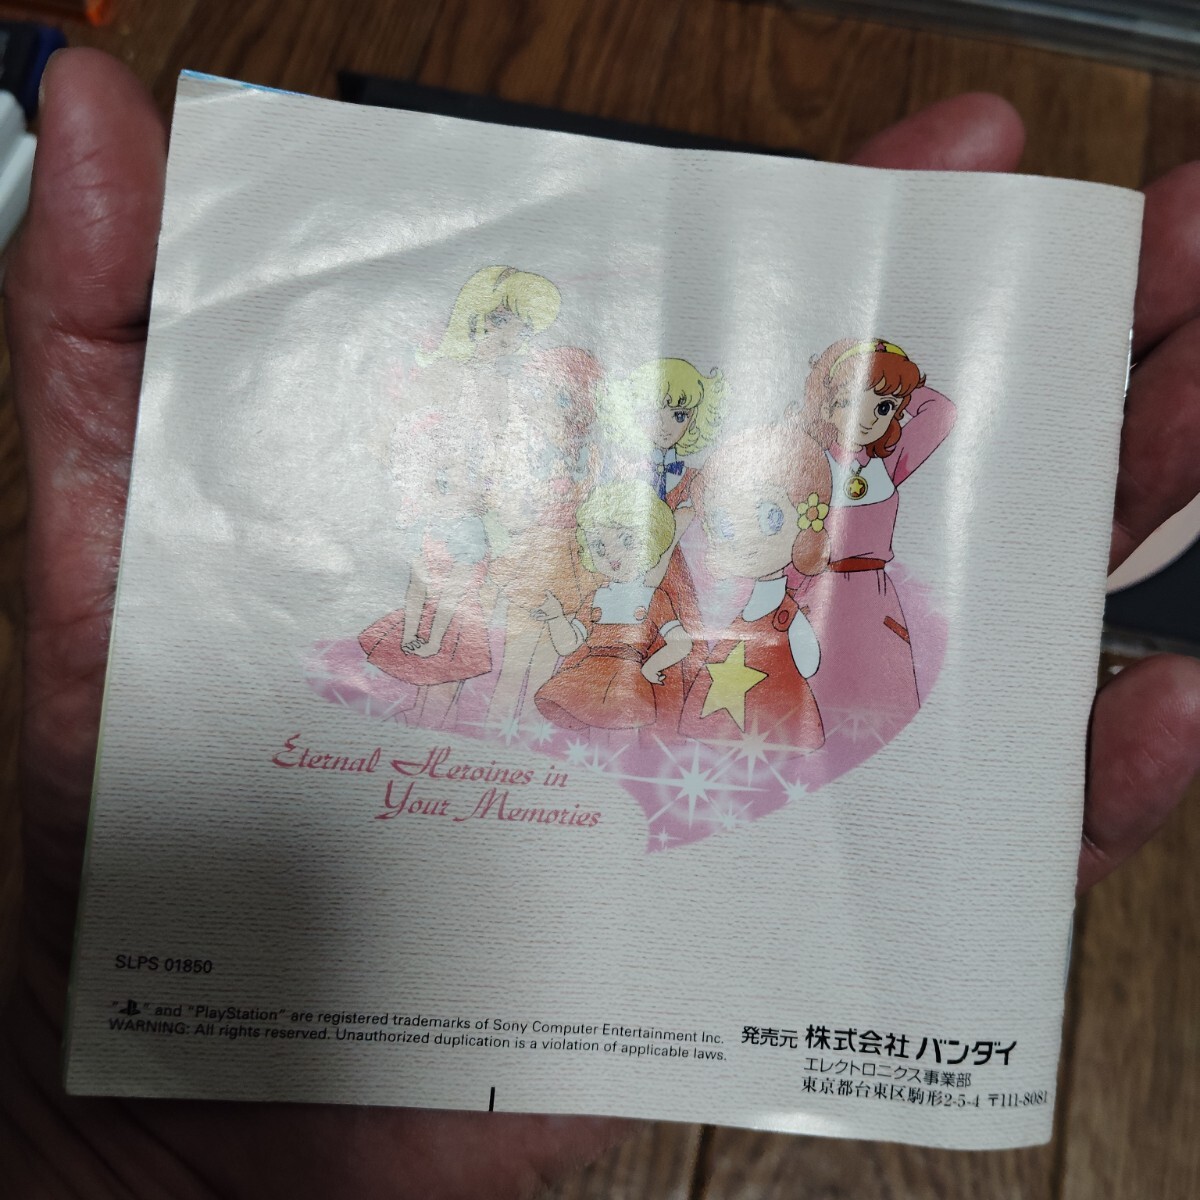 Eternal Heroines in
Your Memories
SLPS 01850
" " and "PlayStation" are registered trademarks of Sony Computer Entertainment Inc.
WARNING: All rights reserved. Unauthorized duplication is a violation of applicable laws.
発売元 株式会社 バンダイ
エレクトロニクス事業部
東京都台東区駒形2-5-4 〒111-8081